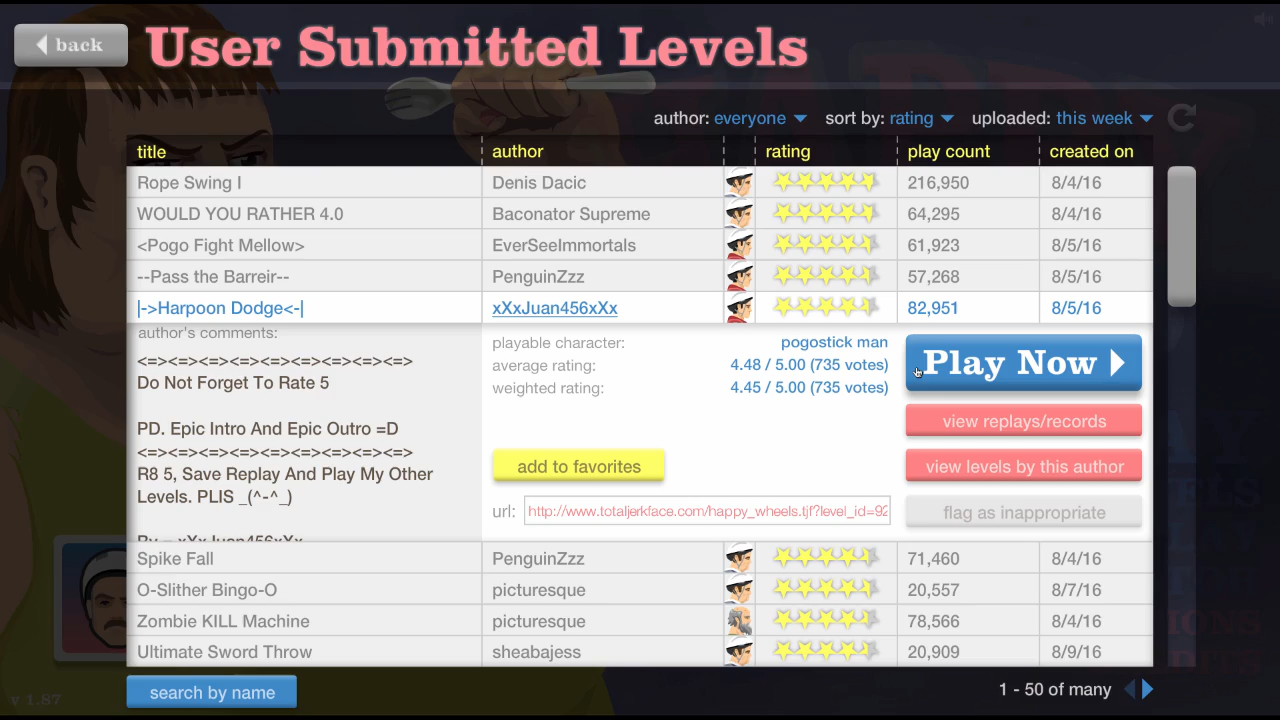 back
User Submitted Levels
author: everyone sort by: rating uploaded: this week
title author rating play count created on
Rope Swing I Denis Dacic 216,950 8/4/16
WOULD YOU RATHER 4.0 Baconator Supreme 64,295 8/4/16
<Pogo Fight Mellow> EverSeeImmortals 61,923 8/5/16
--Pass the Barreir-- PenguinZzz 57,268 8/5/16
|->Harpoon Dodge<-| xXxJuan456xXx 82,951 8/5/16
author's comments:
<=><=><=><=><=><=><=><=><=>
Do Not Forget To Rate 5
PD. Epic Intro And Epic Outro =D
<=><=><=><=><=><=><=><=><=>
R8 5, Save Replay And Play My Other
Levels. PLIS _(^-^_)
By - xXxJuan456xXx
playable character: pogostick man
average rating: 4.48 / 5.00 (735 votes)
weighted rating: 4.45 / 5.00 (735 votes)
add to favorites
url: http://www.totaljerkface.com/happy_wheels.tjf?level_id=92
Play Now
view replays/records
view levels by this author
flag as inappropriate
Spike Fall PenguinZzz 71,460 8/4/16
O-Slither Bingo-O picturesque 20,557 8/7/16
Zombie KILL Machine picturesque 78,566 8/4/16
Ultimate Sword Throw sheabajess 20,909 8/9/16
search by name
1 - 50 of many
v 1.87